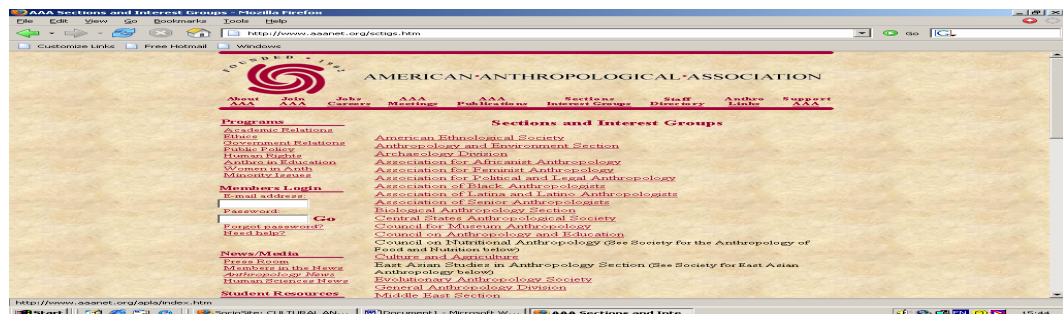 AAA Sections and Interest Groups - Mozilla Firefox
File Edit View Go Bookmarks Tools Help
http://www.aaanet.org/sctigs.htm Go
Customize Links Free Hotmail Windows
FOUNDED 1902
AMERICAN·ANTHROPOLOGICAL·ASSOCIATION
About AAA
Join AAA
Jobs Careers
AAA Meetings
AAA Publications
Sections Interest Groups
Staff Directory
Anthro Links
Support AAA
Programs
Academic Relations
Ethics
Government Relations
Public Policy
Human Rights
Anthro in Education
Women in Anth
Minority Issues
Members Login
E-mail address:
Password:
Go
Forgot password?
Need help?
News/Media
Press Room
Members in the News
Anthropology News
Human Sciences News
Student Resources
Sections and Interest Groups
American Ethnological Society
Anthropology and Environment Section
Archaeology Division
Association for Africanist Anthropology
Association for Feminist Anthropology
Association for Political and Legal Anthropology
Association of Black Anthropologists
Association of Latina and Latino Anthropologists
Association of Senior Anthropologists
Biological Anthropology Section
Central States Anthropological Society
Council for Museum Anthropology
Council on Anthropology and Education
Council on Nutritional Anthropology (See Society for the Anthropology of
Food and Nutrition below)
Culture and Agriculture
East Asian Studies in Anthropology Section (See Society for East Asian
Anthropology below)
Evolutionary Anthropology Society
General Anthropology Division
Middle East Section
http://www.aaanet.org/apla/index.htm
Start
SocioSite: CULTURAL AN...
Document1 - Microsoft W...
AAA Sections and Inte...
EN
15:44